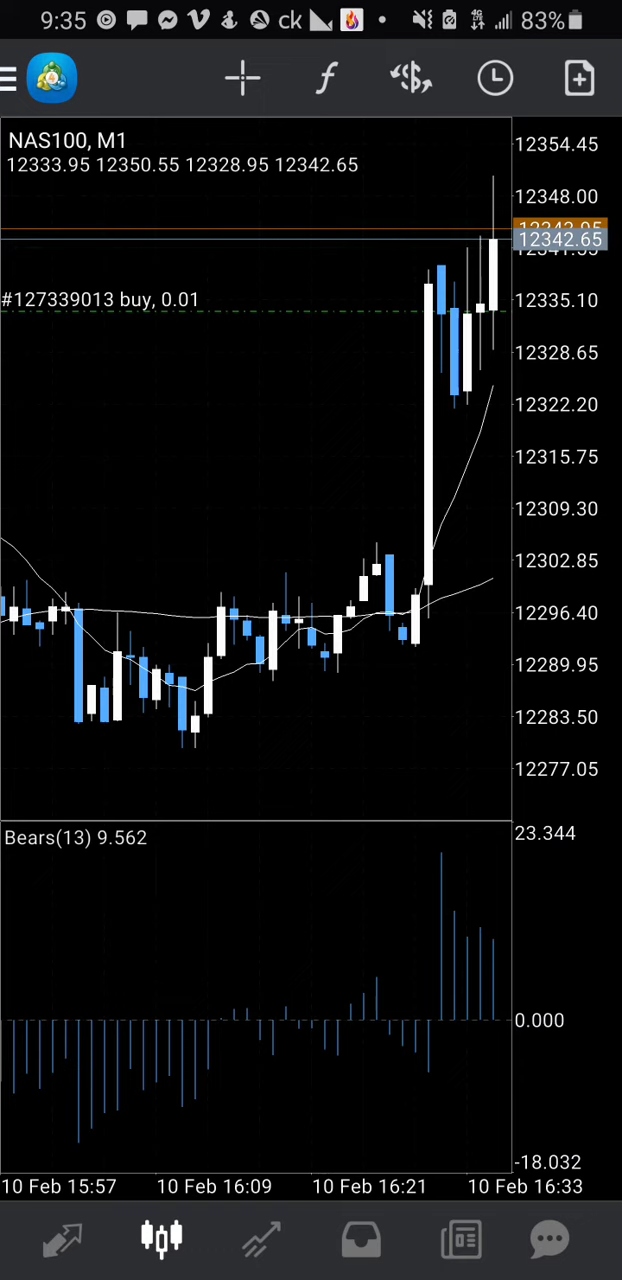 9:35 ck 4G 83%
NAS100, M1
12333.95 12350.55 12328.95 12342.65
12354.45
12348.00
12342.65
#127339013 buy, 0.01
12335.10
12328.65
12322.20
12315.75
12309.30
12302.85
12296.40
12289.95
12283.50
12277.05
Bears(13) 9.562
23.344
0.000
-18.032
10 Feb 15:57 10 Feb 16:09 10 Feb 16:21 10 Feb 16:33